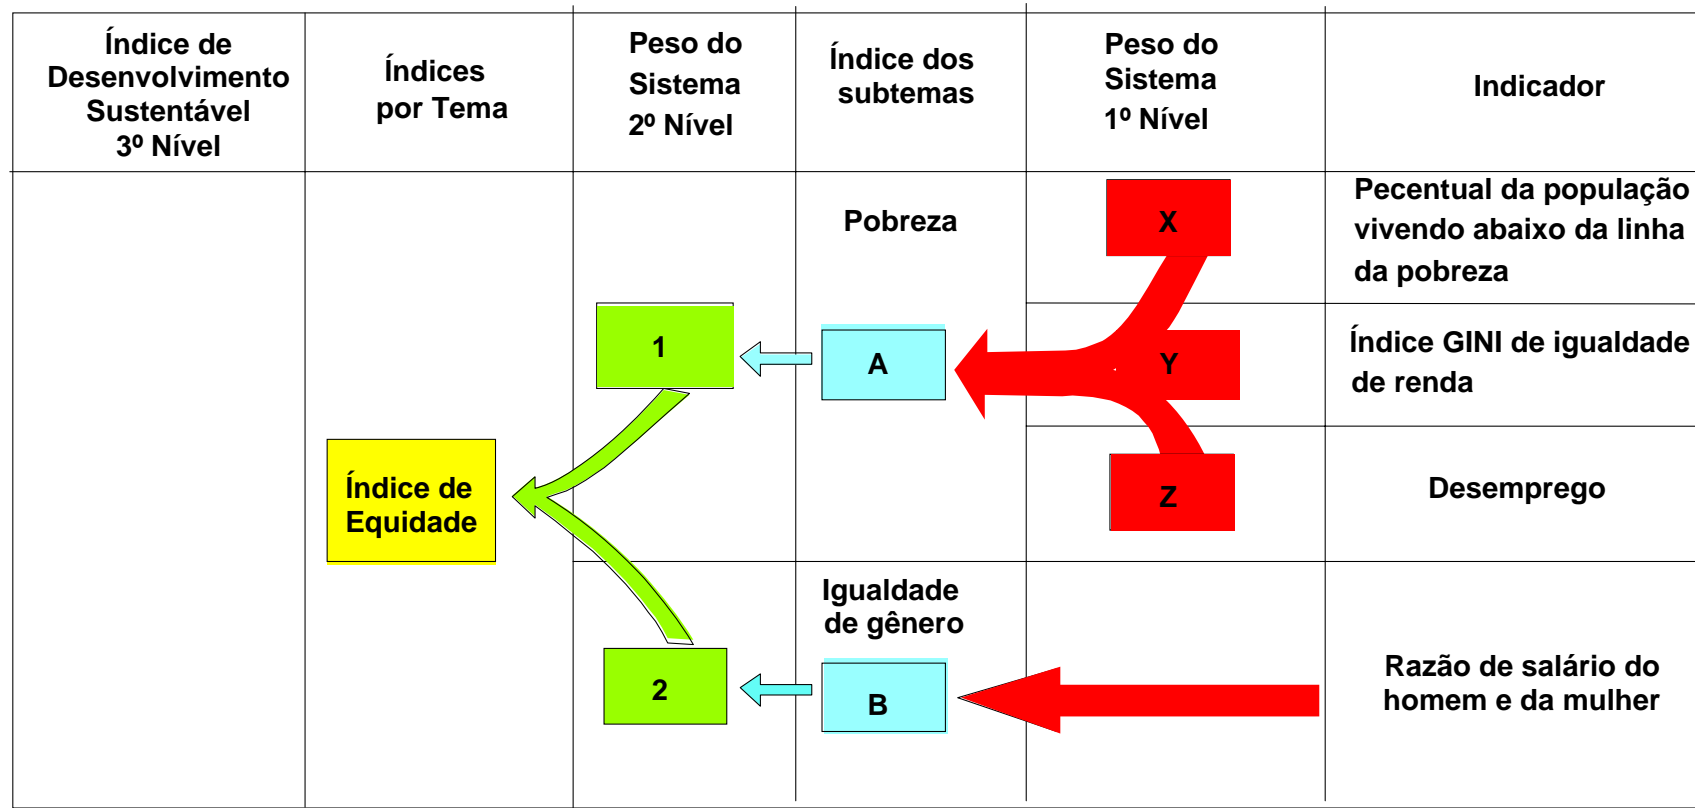 Índice de
Desenvolvimento
Sustentável
3º Nível
Índices
por Tema
Peso do
Sistema
2º Nível
Índice dos
subtemas
Peso do
Sistema
1º Nível
Indicador
Pobreza
X
Pecentual da população
vivendo abaixo da linha
da pobreza
1
A
Y
Índice GINI de igualdade
de renda
Índice de
Equidade
Z
Desemprego
Igualdade
de gênero
2
B
Razão de salário do
homem e da mulher